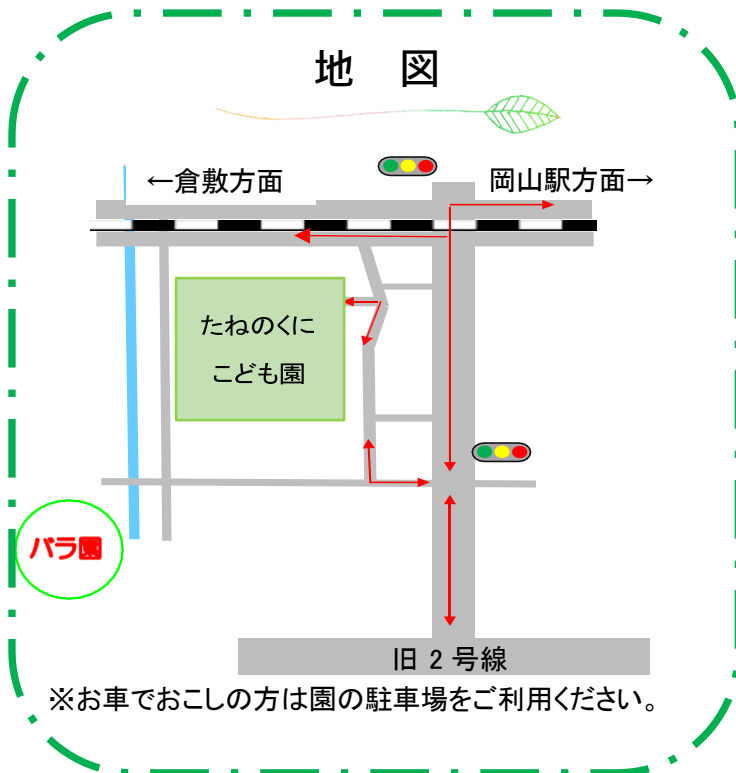 地　図
←倉敷方面
岡山駅方面→
たねのくに
こども園
バラ園
旧２号線
※お車でおこしの方は園の駐車場をご利用ください。